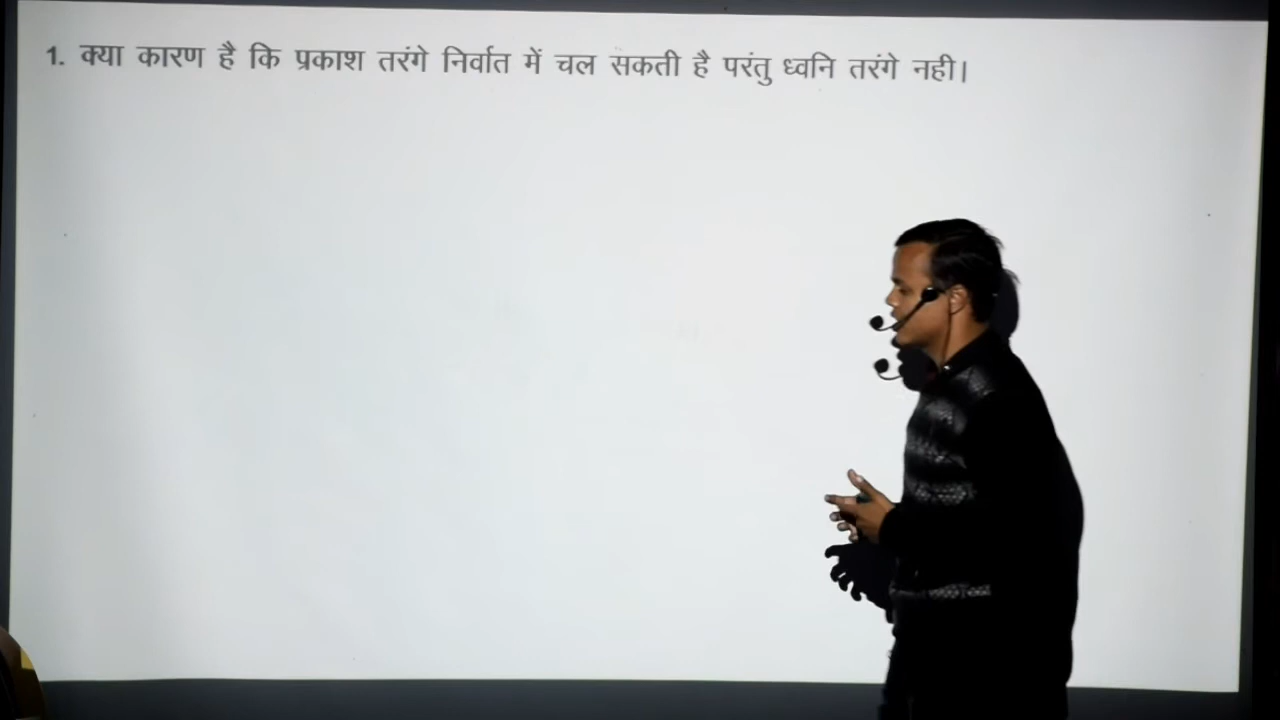 1. क्या कारण है कि प्रकाश तरंगे निर्वात में चल सकती है परंतु ध्वनि तरंगे नही।